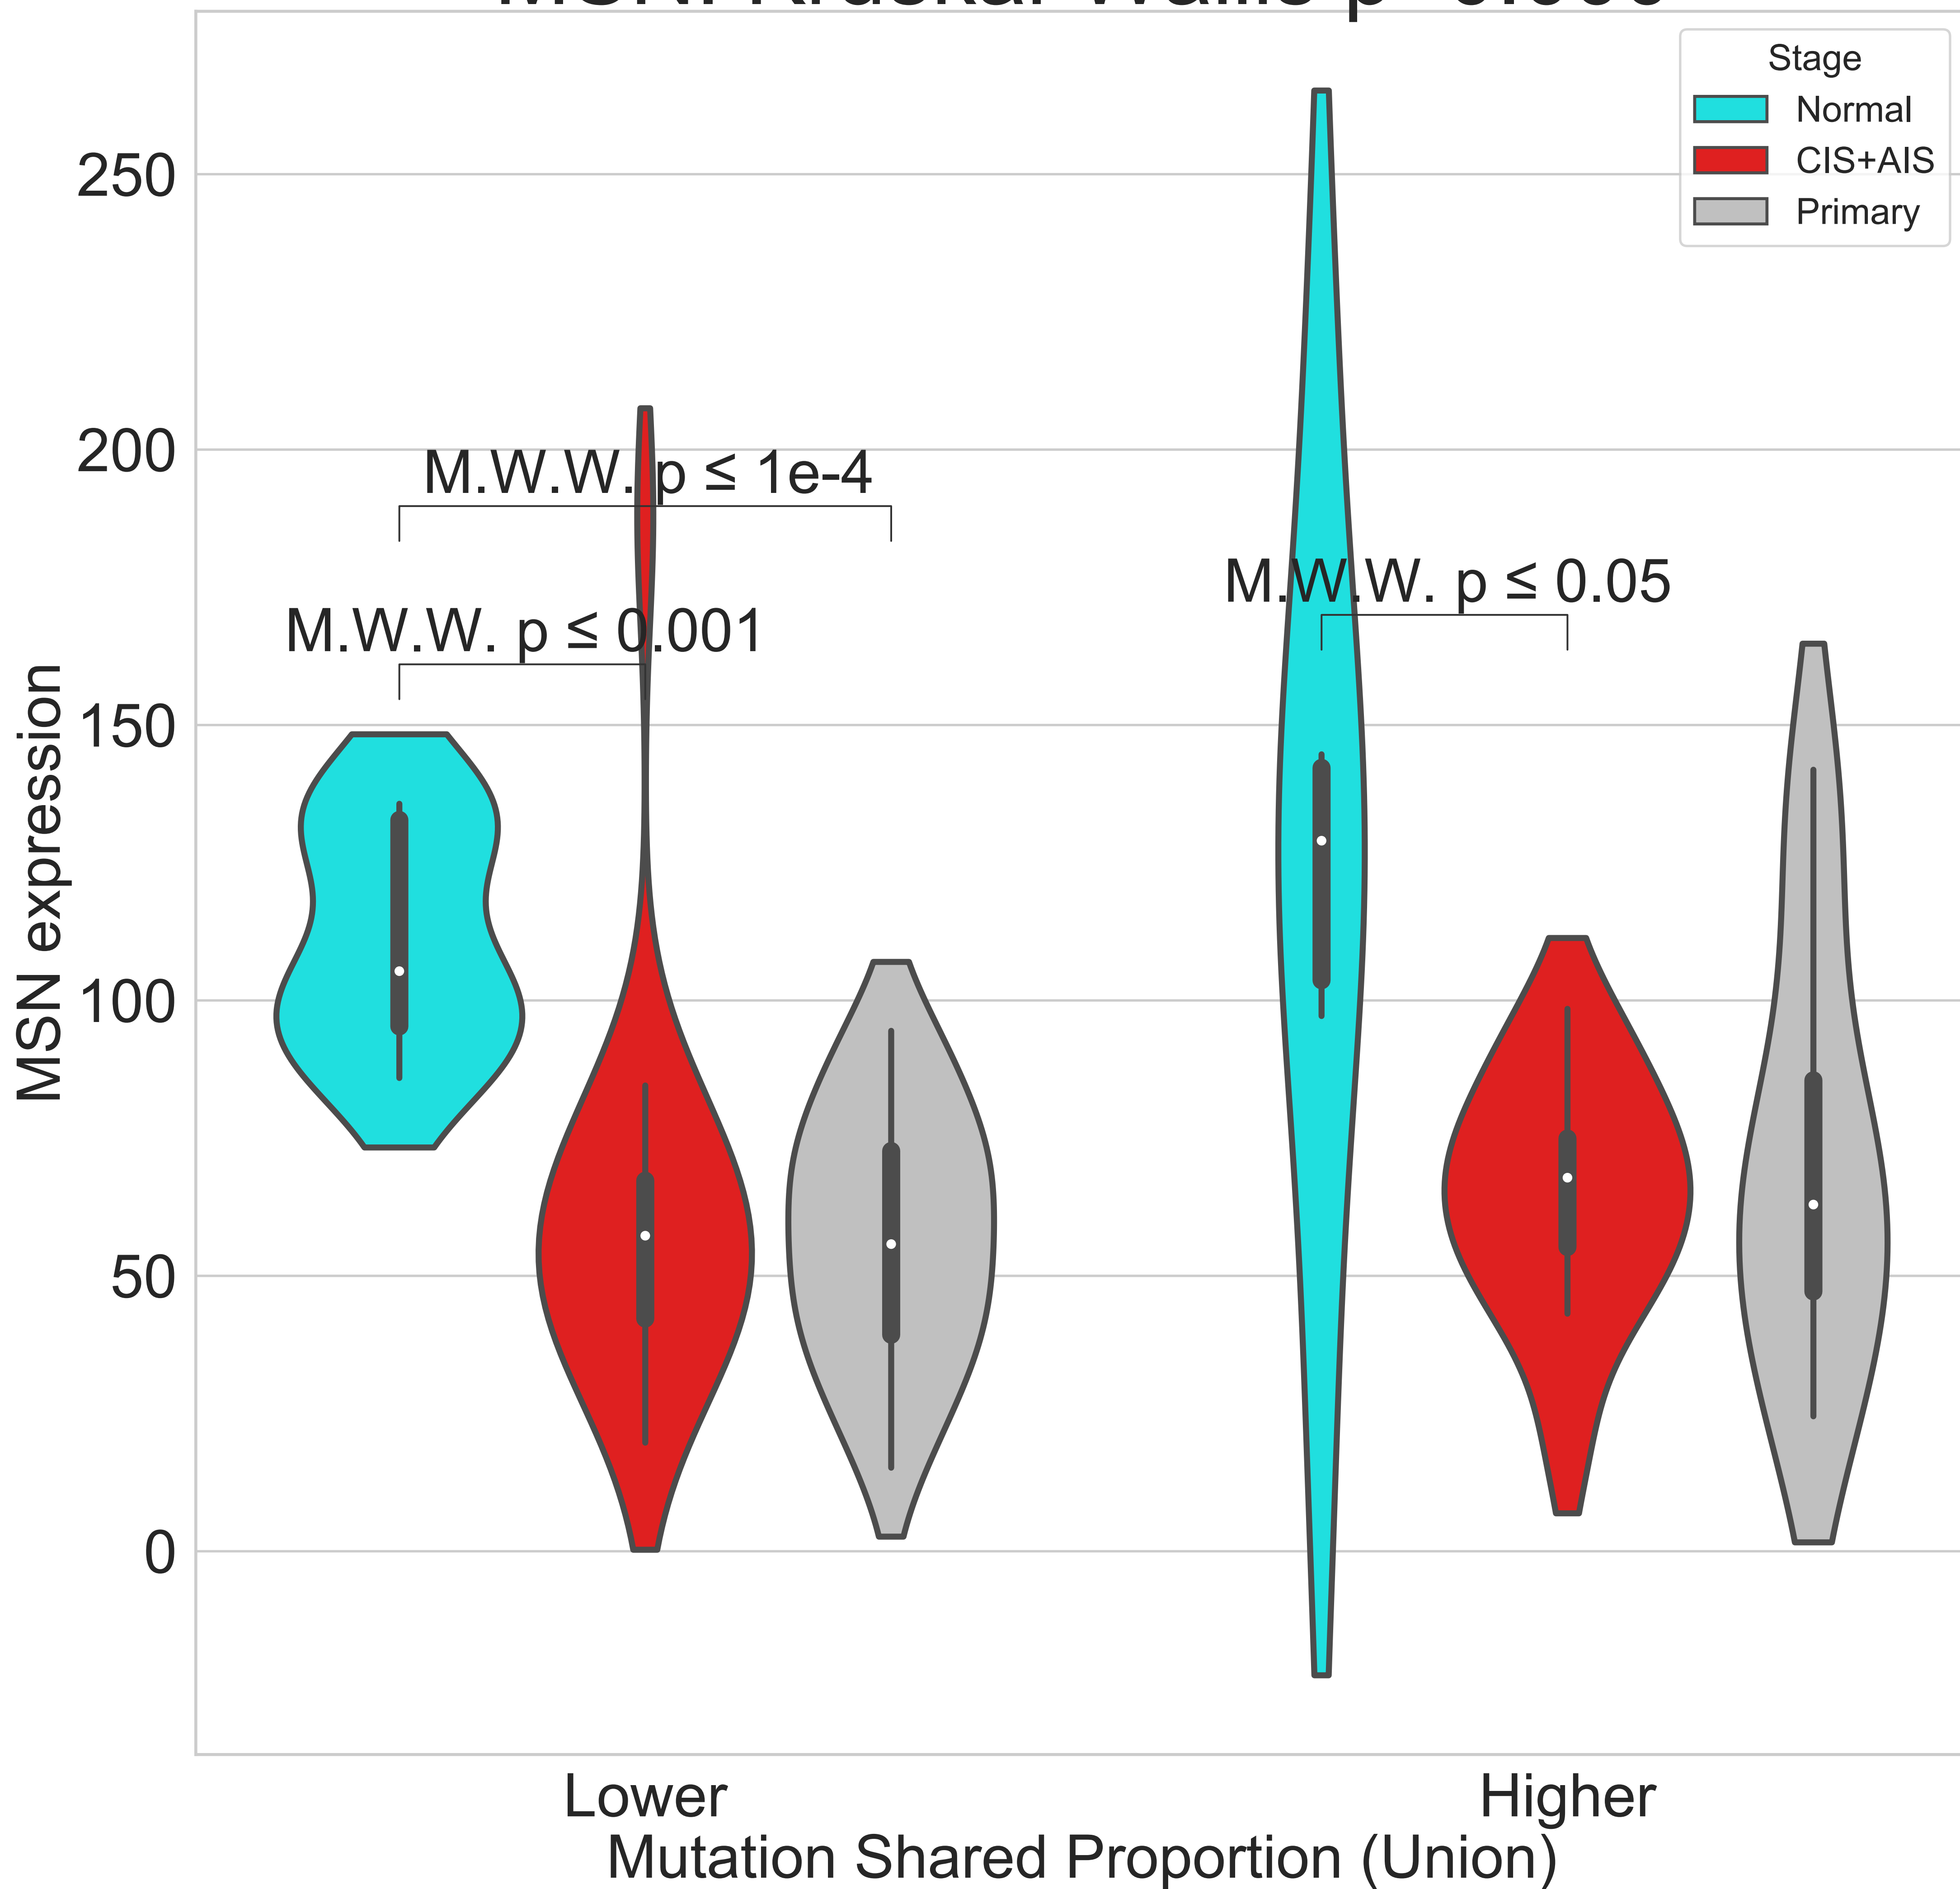 Stage
Normal
CIS+AIS
Primary
250
200
150
100
50
0
MSN expression
M.W.W. p ≤ 1e-4
M.W.W. p ≤ 0.001
M.W.W. p ≤ 0.05
Lower
Higher
Mutation Shared Proportion (Union)